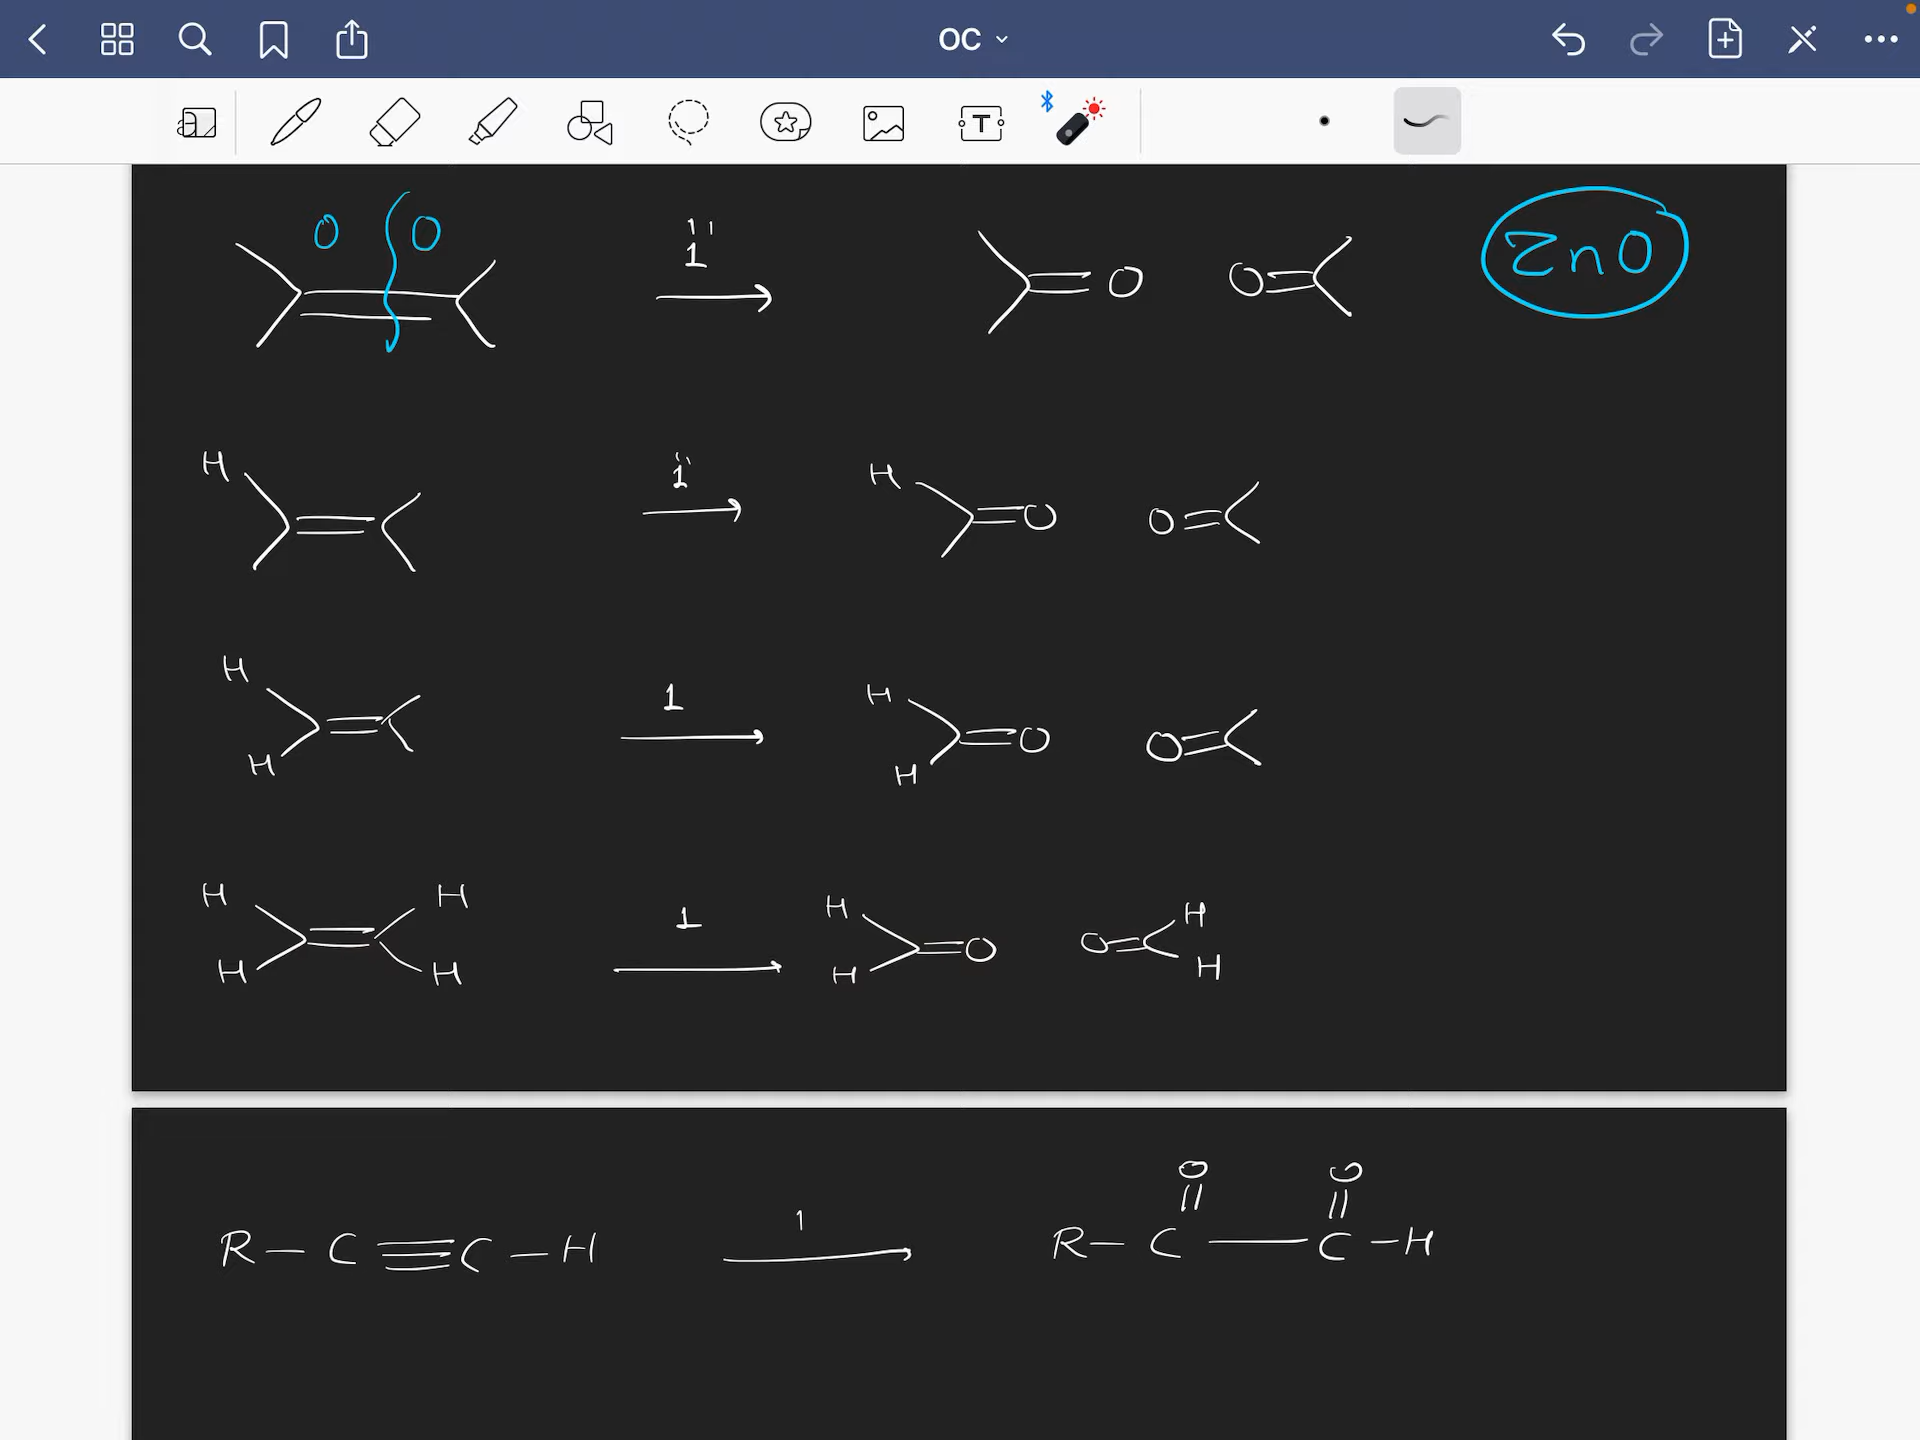 OC
T
O O 1 O O ZnO
H 1 H O O
H 1 H O O
H H
H H 1 H O O H
H H H H
O O
R – C ≡ C – H 1 R – C — C – H